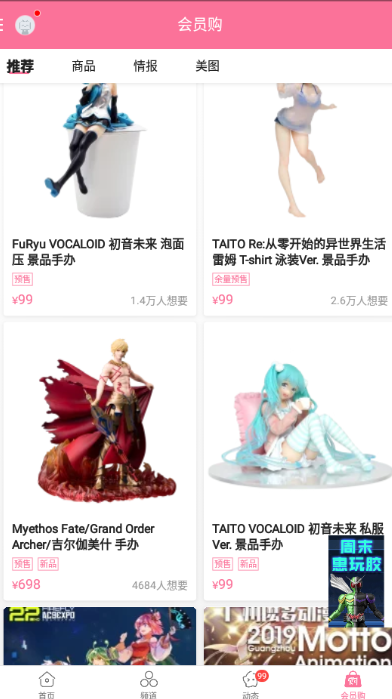 会员购
推荐 商品 情报 美图
FuRyu VOCALOID 初音未来 泡面
压 景品手办
预售
¥99 1.4万人想要
TAITO Re:从零开始的异世界生活
雷姆 T-shirt 泳装Ver. 景品手办
余量预售
¥99 2.6万人想要
Myethos Fate/Grand Order
Archer/吉尔伽美什 手办
预售 新品
¥698 4684人想要
TAITO VOCALOID 初音未来 私服
Ver. 景品手办
预售 新品
¥99
周末
惠玩胶
22 FIREFLY
ACGEXPO
2019 Motto
Guangzhou
Animation
首页 频道 动态 99 会员购